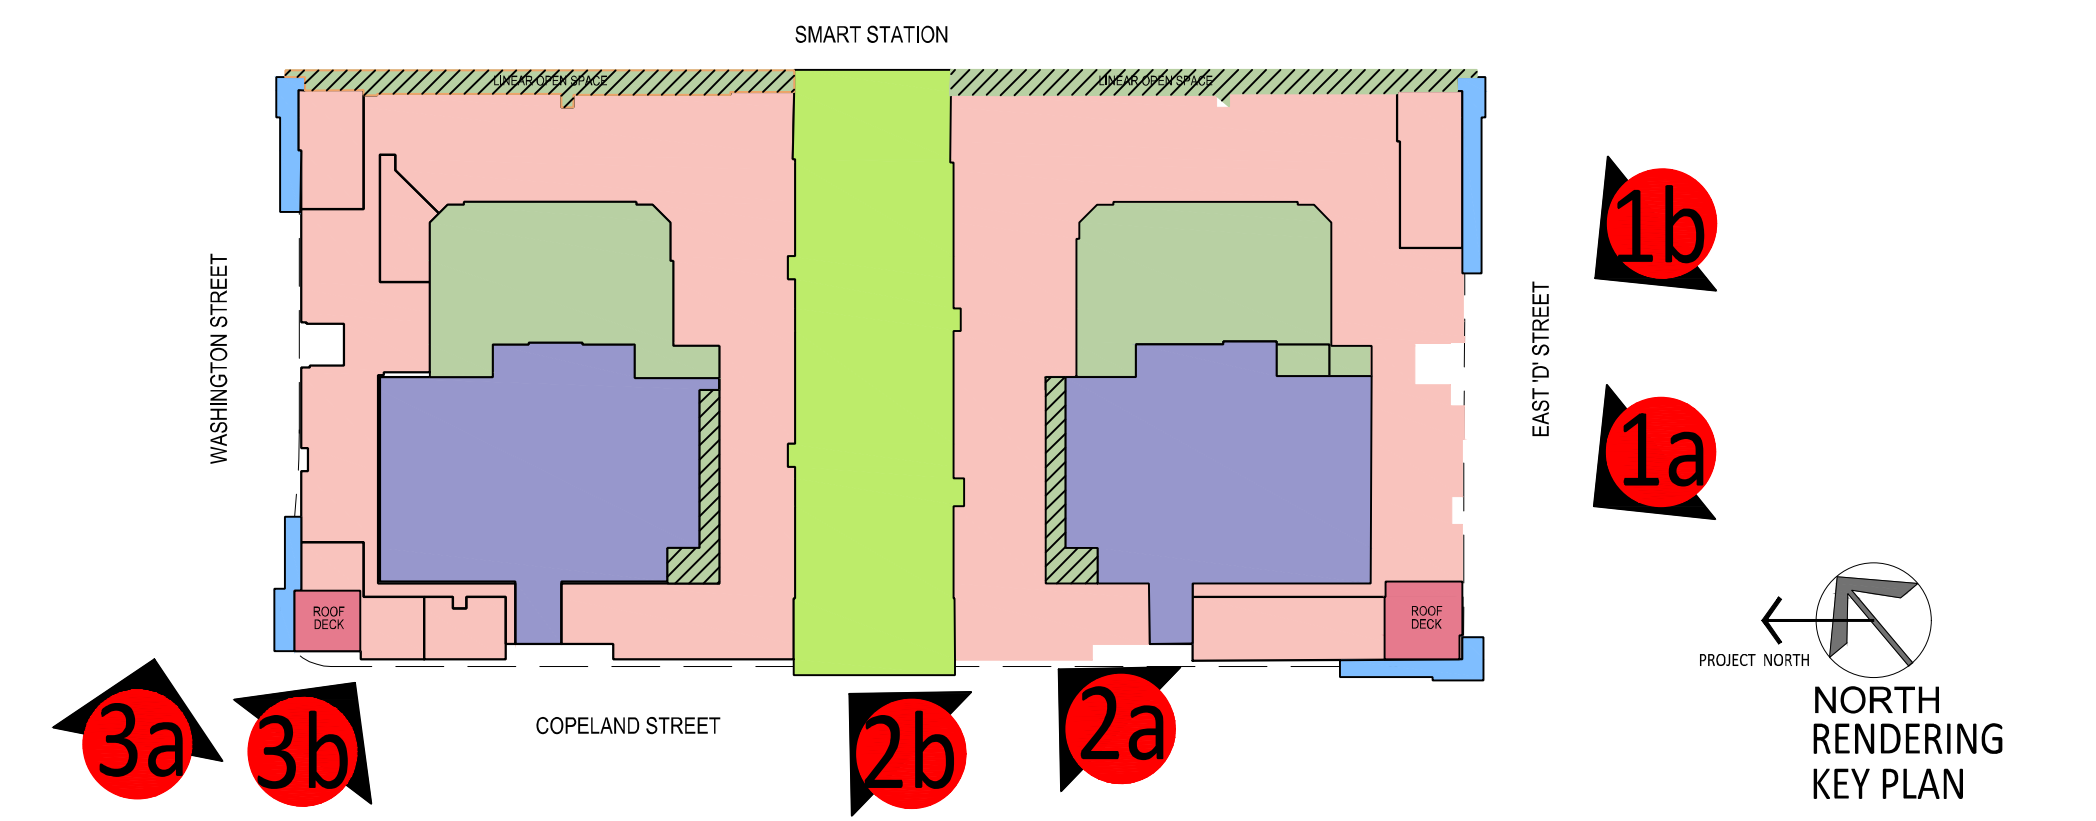 SMART STATION
LINEAR OPEN SPACE
LINEAR OPEN SPACE
1b
WASHINGTON STREET
EAST 'D' STREET
1a
ROOF
DECK
ROOF
DECK
PROJECT NORTH
3a
3b
COPELAND STREET
2b
2a
NORTH
RENDERING
KEY PLAN